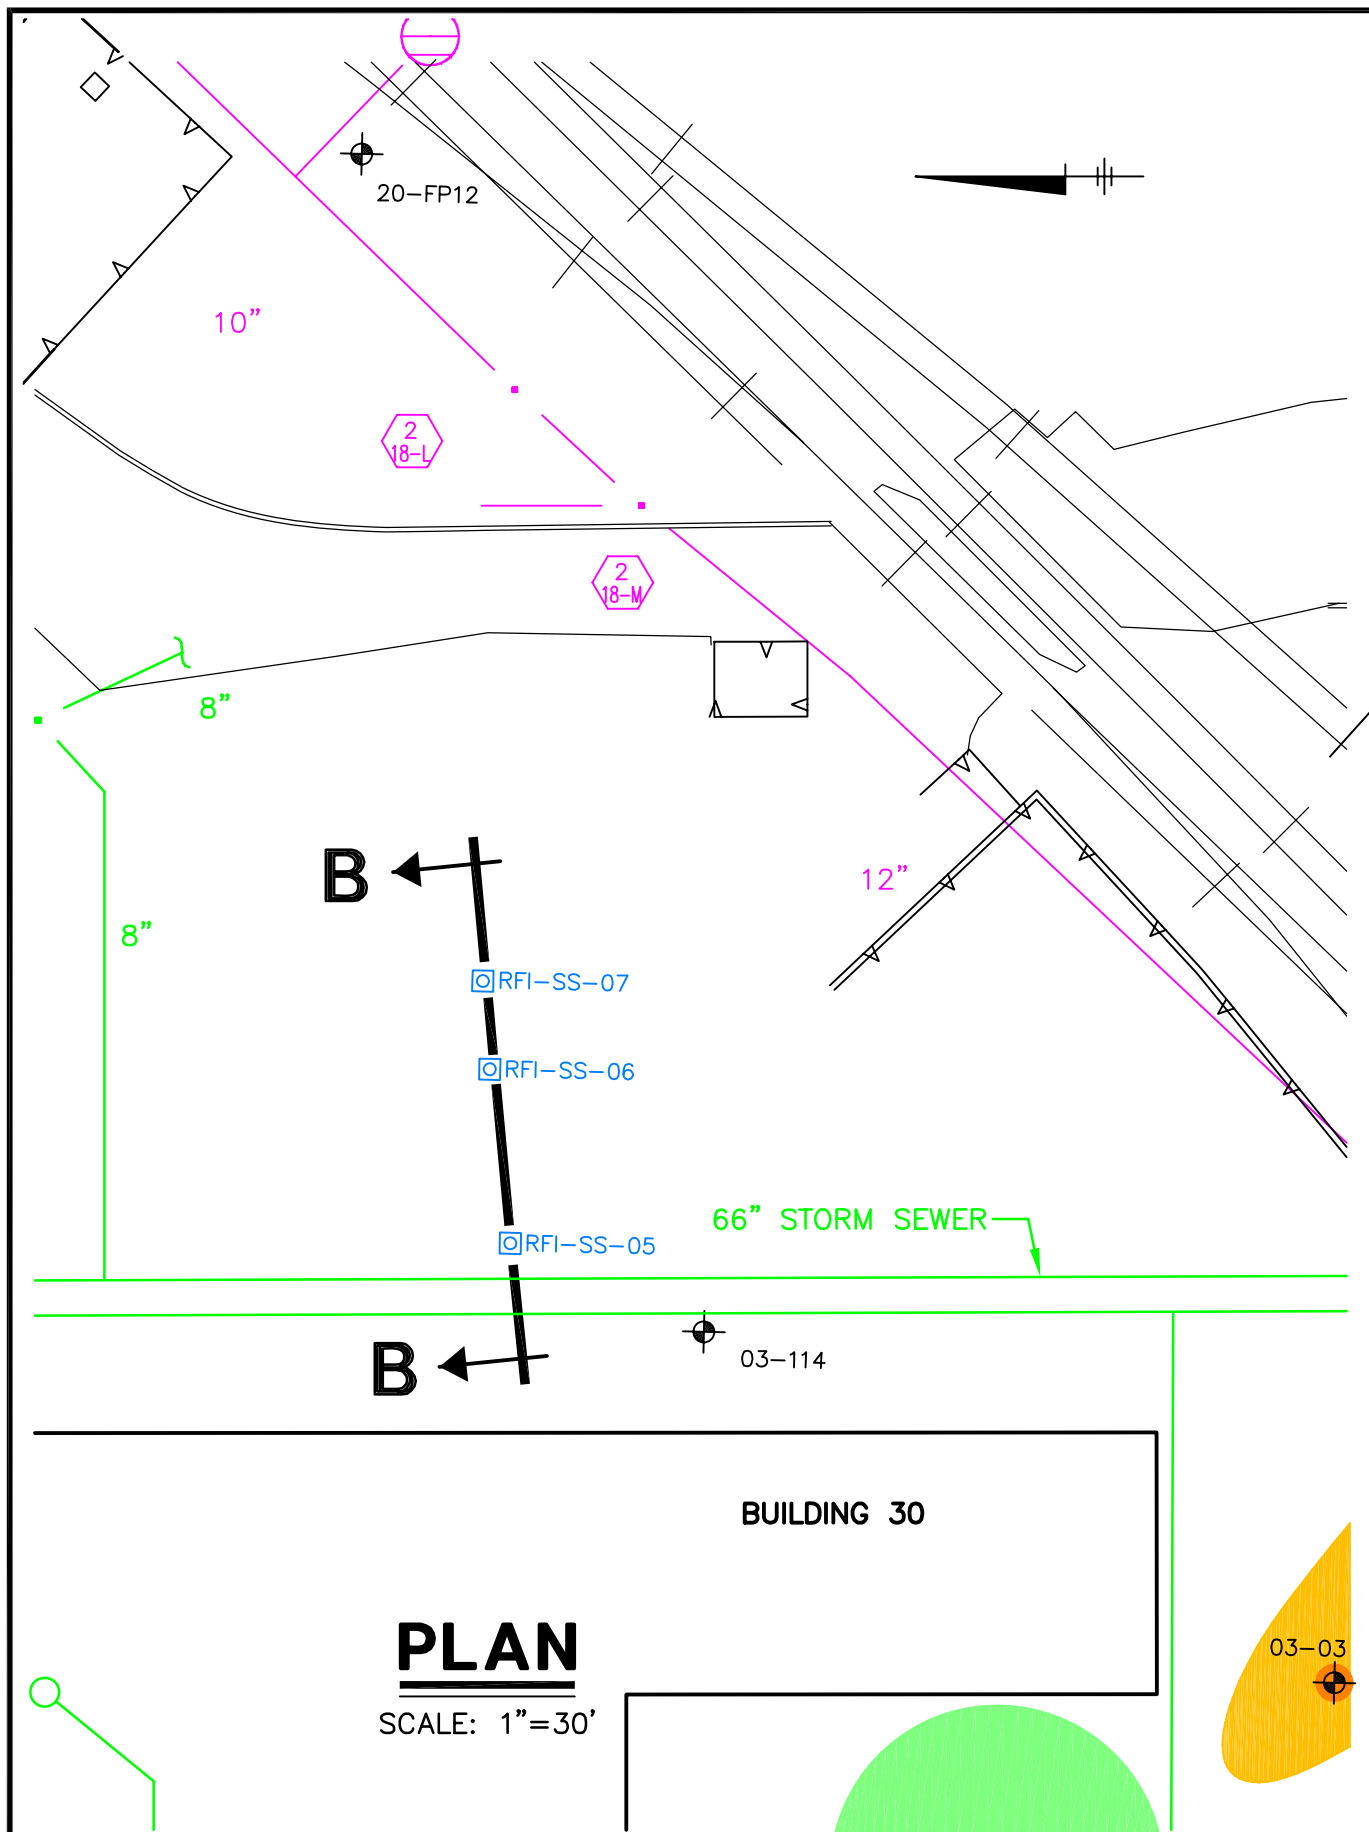 20-FP12
10”
2
18-L
2
18-M
8”
12”
B
8”
RFI-SS-07
RFI-SS-06
66” STORM SEWER
RFI-SS-05
03-114
B
BUILDING 30
PLAN
03-03
SCALE: 1”=30’